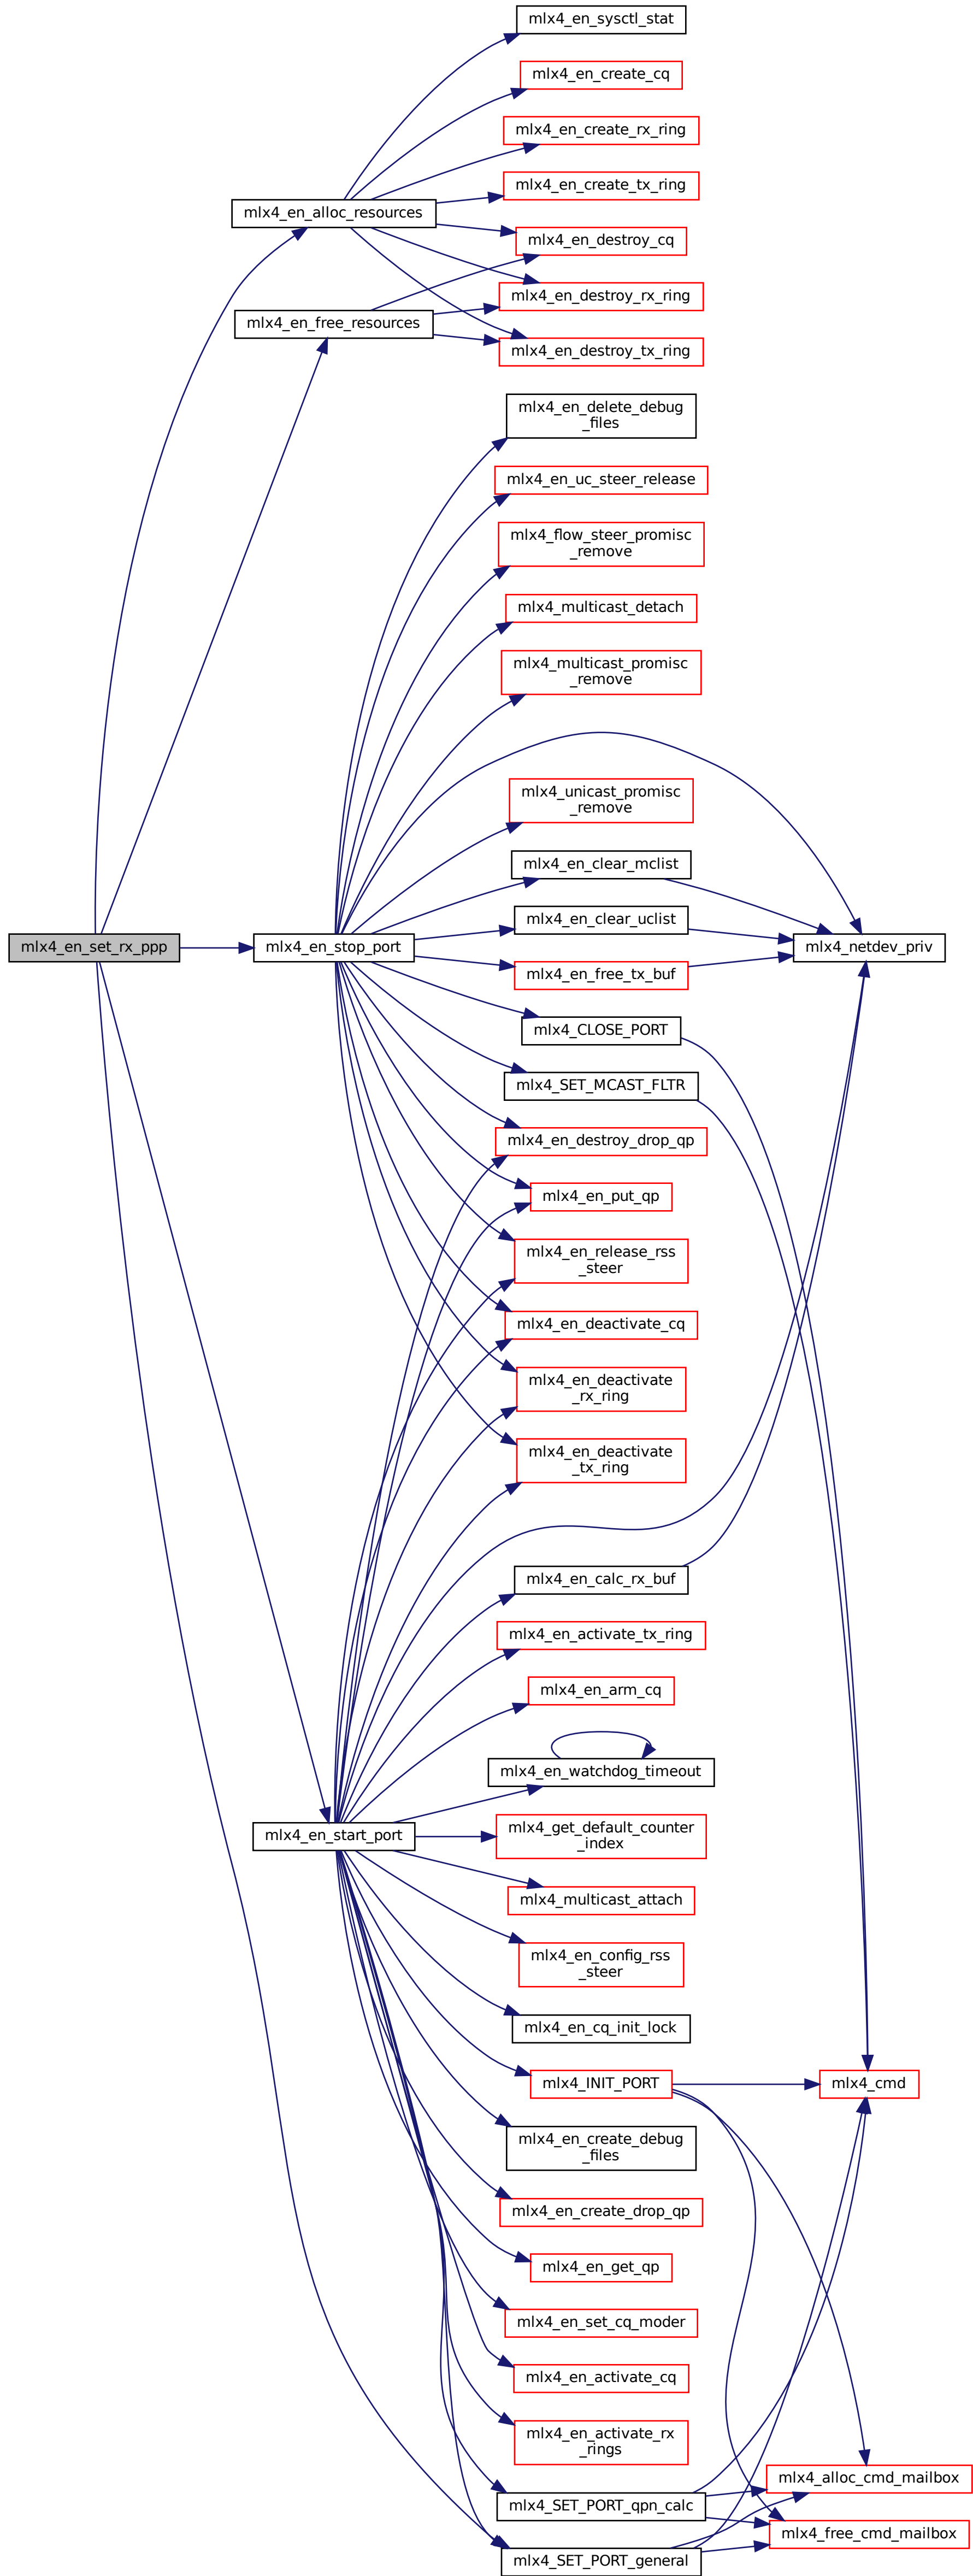 mlx4_en_sysctl_stat
mlx4_en_create_cq
mlx4_en_create_rx_ring
mlx4_en_create_tx_ring
mlx4_en_alloc_resources
mlx4_en_destroy_cq
mlx4_en_destroy_rx_ring
mlx4_en_free_resources
mlx4_en_destroy_tx_ring
mlx4_en_delete_debug
_files
mlx4_en_uc_steer_release
mlx4_flow_steer_promisc
_remove
mlx4_multicast_detach
mlx4_multicast_promisc
_remove
mlx4_unicast_promisc
_remove
mlx4_en_clear_mclist
mlx4_en_clear_uclist
mlx4_en_set_rx_ppp
mlx4_en_stop_port
mlx4_netdev_priv
mlx4_en_free_tx_buf
mlx4_CLOSE_PORT
mlx4_SET_MCAST_FLTR
mlx4_en_destroy_drop_qp
mlx4_en_put_qp
mlx4_en_release_rss
_steer
mlx4_en_deactivate_cq
mlx4_en_deactivate
_rx_ring
mlx4_en_deactivate
_tx_ring
mlx4_en_calc_rx_buf
mlx4_en_activate_tx_ring
mlx4_en_arm_cq
mlx4_en_watchdog_timeout
mlx4_en_start_port
mlx4_get_default_counter
_index
mlx4_multicast_attach
mlx4_en_config_rss
_steer
mlx4_en_cq_init_lock
mlx4_INIT_PORT
mlx4_cmd
mlx4_en_create_debug
_files
mlx4_en_create_drop_qp
mlx4_en_get_qp
mlx4_en_set_cq_moder
mlx4_en_activate_cq
mlx4_en_activate_rx
_rings
mlx4_alloc_cmd_mailbox
mlx4_SET_PORT_qpn_calc
mlx4_free_cmd_mailbox
mlx4_SET_PORT_general